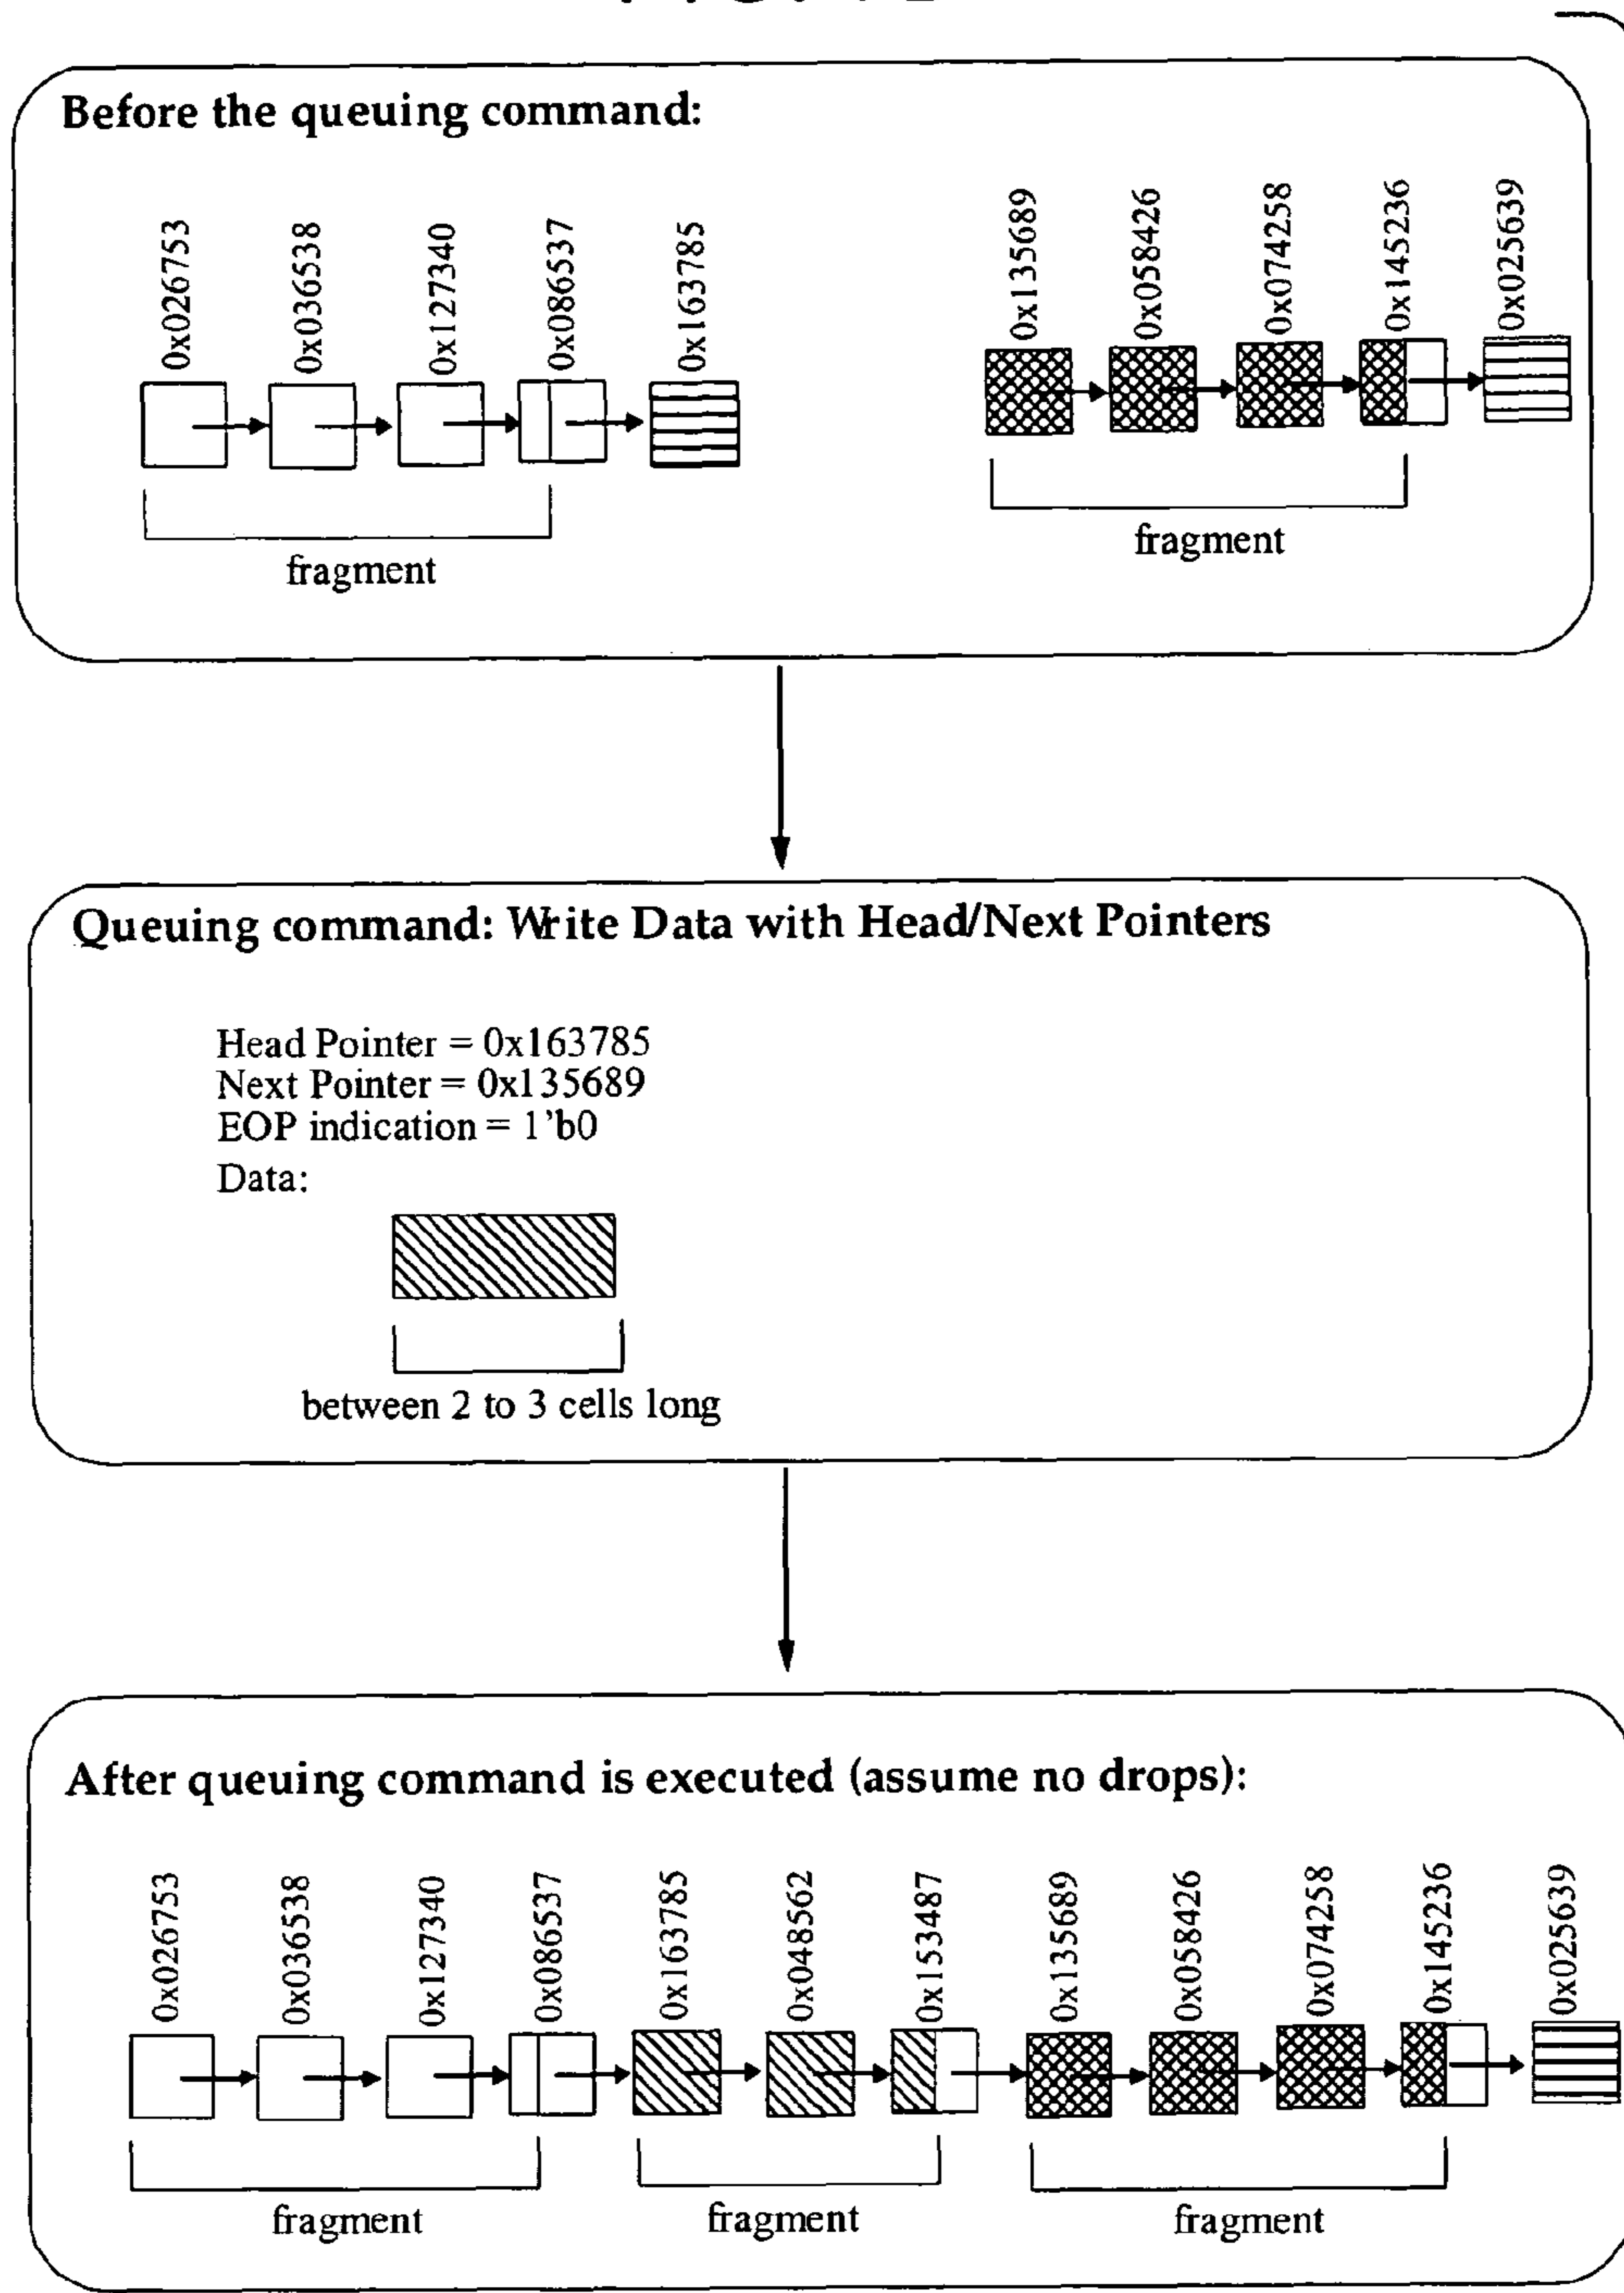 Before the queuing command:
0x026753
0x036538
0x127340
0x086537
0x163785
0x135689
0x058426
0x074258
0x145236
0x025639
fragment
fragment
Queuing command: Write Data with Head/Next Pointers
Head Pointer = 0x163785
Next Pointer = 0x135689
EOP indication = 1'b0
Data:
between 2 to 3 cells long
After queuing command is executed (assume no drops):
0x026753
0x036538
0x127340
0x086537
0x163785
0x048562
0x153487
0x135689
0x058426
0x074258
0x145236
0x025639
fragment
fragment
fragment